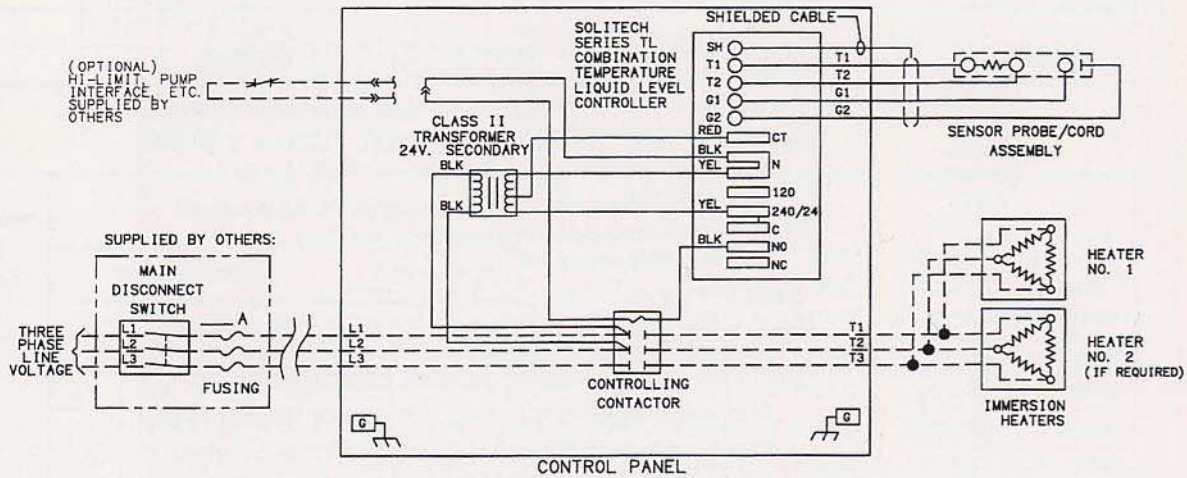 (OPTIONAL)
HI-LIMIT, PUMP
INTERFACE, ETC.
SUPPLIED BY
OTHERS
CLASS II
TRANSFORMER
24V. SECONDARY
BLK
BLK
SOLITECH
SERIES TL
COMBINATION
TEMPERATURE
LIQUID LEVEL
CONTROLLER
SHIELDED CABLE
SH
T1
T2
G1
G2
T1
T2
G1
G2
RED
CT
BLK
YEL
N
120
YEL
240/24
C
BLK
NO
NC
SENSOR PROBE/CORD
ASSEMBLY
SUPPLIED BY OTHERS:
MAIN
DISCONNECT
SWITCH
A
THREE
PHASE
LINE
VOLTAGE
L1
L2
L3
FUSING
L1
L2
L3
CONTROLLING
CONTACTOR
T1
T2
T3
HEATER
NO. 1
HEATER
NO. 2
(IF REQUIRED)
IMMERSION
HEATERS
G
G
CONTROL PANEL